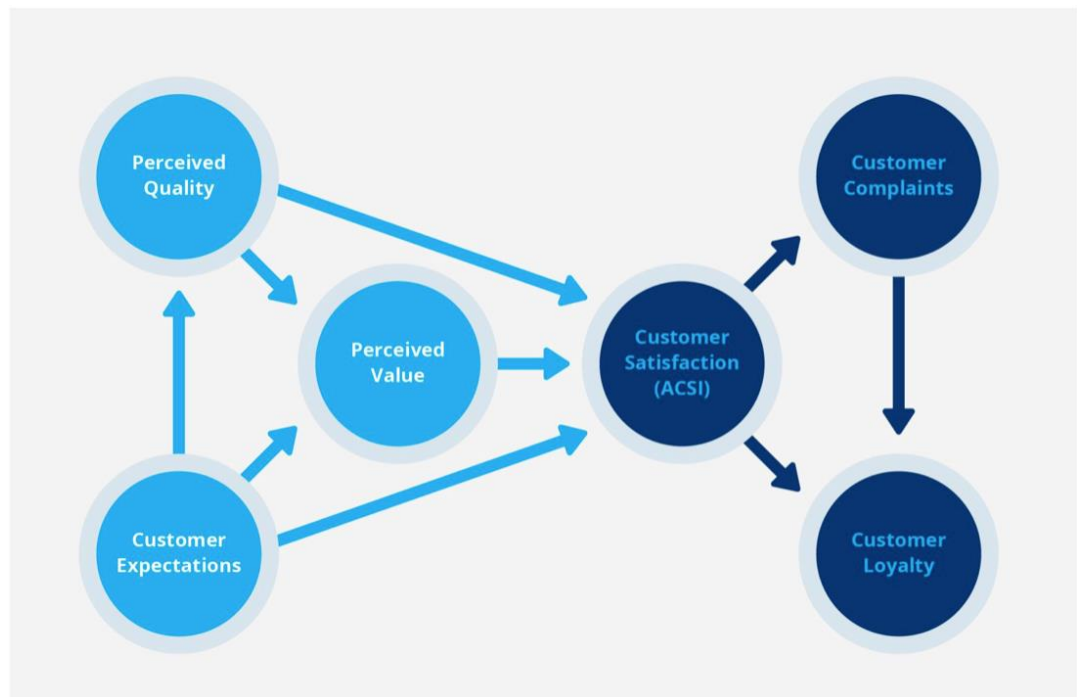 Perceived
Quality
Customer
Complaints
Perceived
Value
Customer
Satisfaction
(ACSI)
Customer
Expectations
Customer
Loyalty